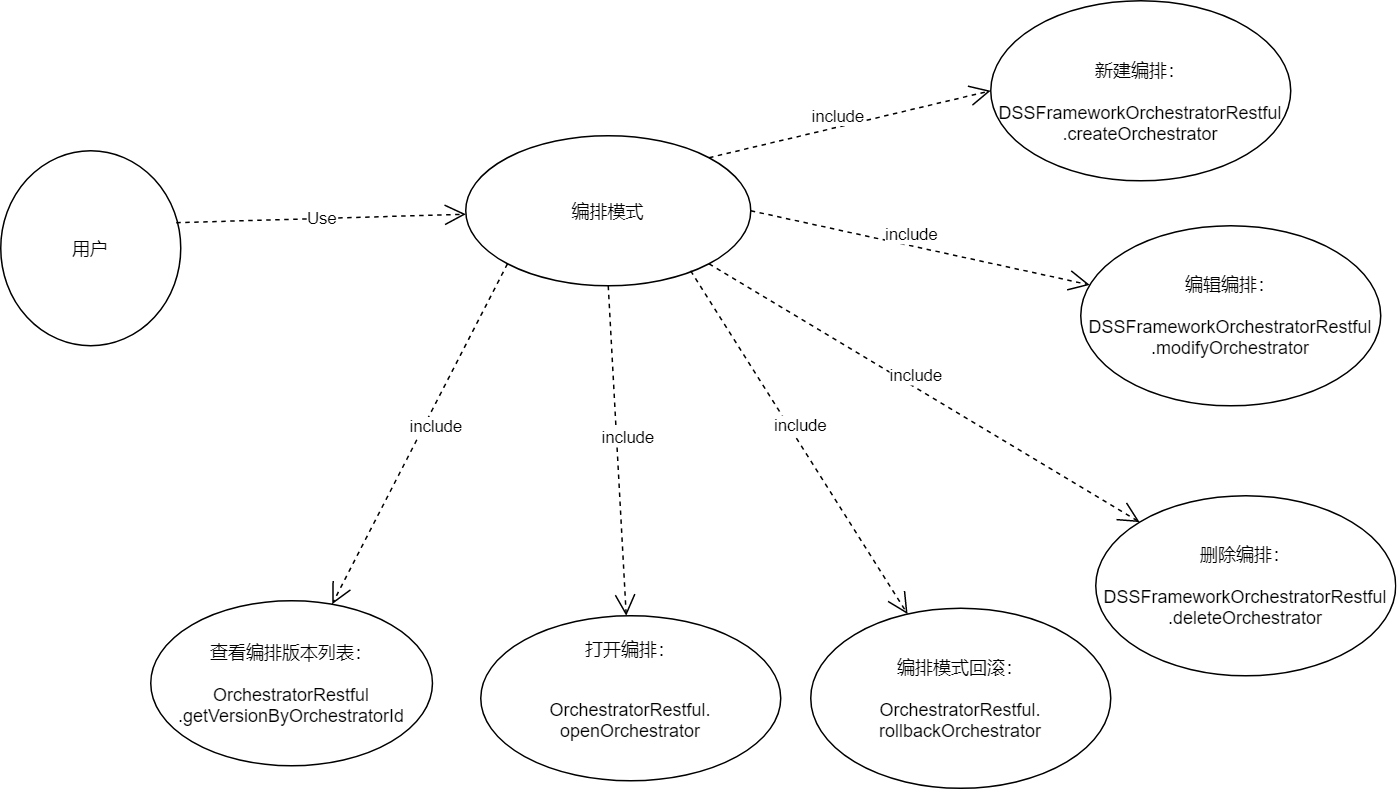 新建编排：
DSSFrameworkOrchestratorRestful
.createOrchestrator
include
编排模式
用户
Use
include
编辑编排：
DSSFrameworkOrchestratorRestful
.modifyOrchestrator
include
include
include
include
删除编排：
DSSFrameworkOrchestratorRestful
.deleteOrchestrator
查看编排版本列表：
OrchestratorRestful
.getVersionByOrchestratorId
打开编排：
OrchestratorRestful.
openOrchestrator
编排模式回滚：
OrchestratorRestful.
rollbackOrchestrator